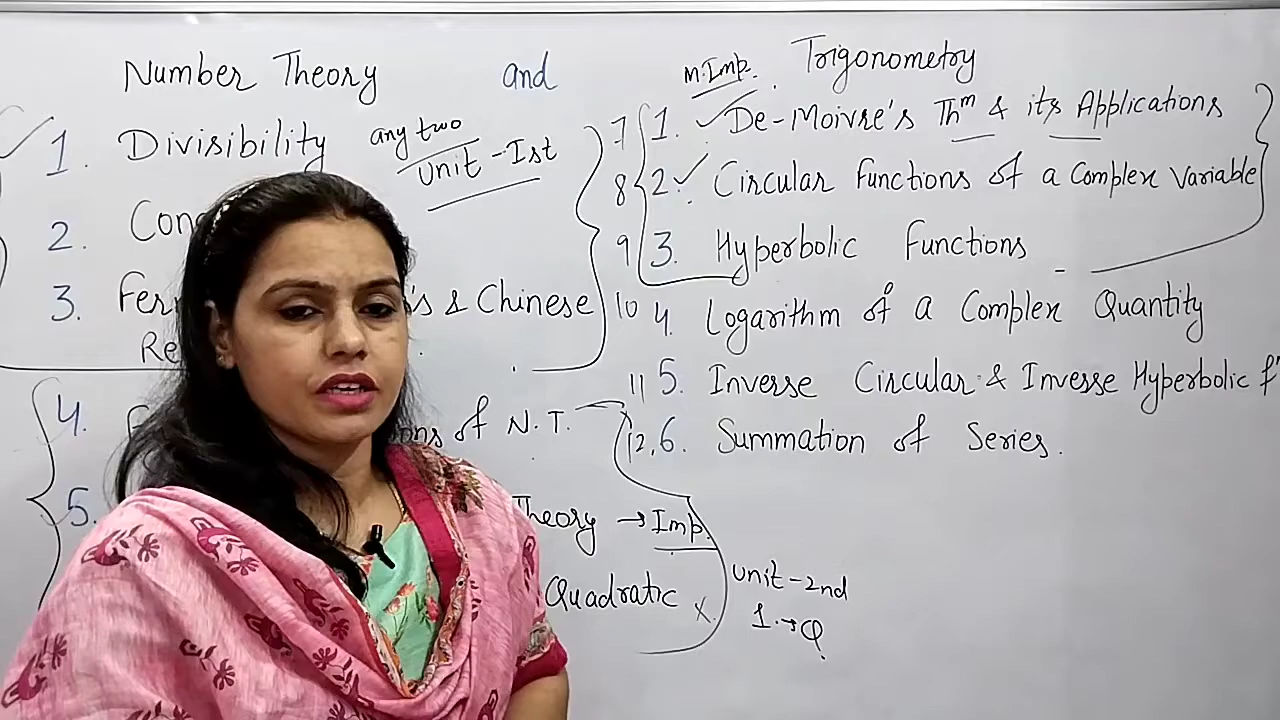 Number Theory and Trigonometry
1. Divisibility any two
Unit - Ist
2. Con
3. Fer 's & Chinese
Re
4. ons of N.T.
5. Theory → Imp.
Quadratic ×
Unit - 2nd
1. → Q
M. Imp.
7 1. ✓ De-Moivre's Thm & its Applications
8 2. ✓ Circular Functions of a Complex Variable
9 3. Hyperbolic Functions
10 4. Logarithm of a Complex Quantity
11 5. Inverse Circular & Inverse Hyperbolic fn
12, 6. Summation of Series.